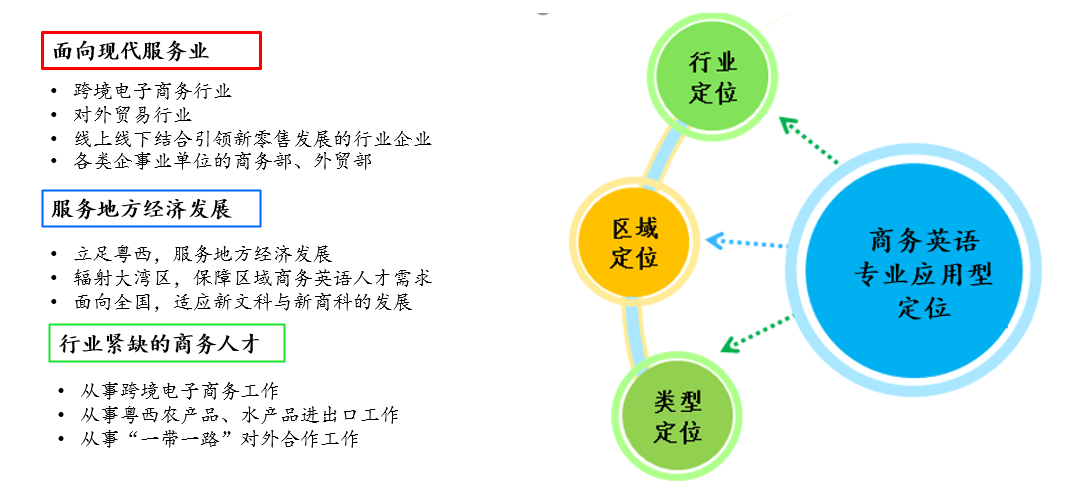 面向现代服务业
• 跨境电子商务行业
• 对外贸易行业
• 线上线下结合引领新零售发展的行业企业
• 各类企事业单位的商务部、外贸部
服务地方经济发展
• 立足粤西，服务地方经济发展
• 辐射大湾区，保障区域商务英语人才需求
• 面向全国，适应新文科与新商科的发展
行业紧缺的商务人才
• 从事跨境电子商务工作
• 从事粤西农产品、水产品进出口工作
• 从事“一带一路”对外合作工作
行业
定位
区域
定位
类型
定位
商务英语
专业应用型
定位